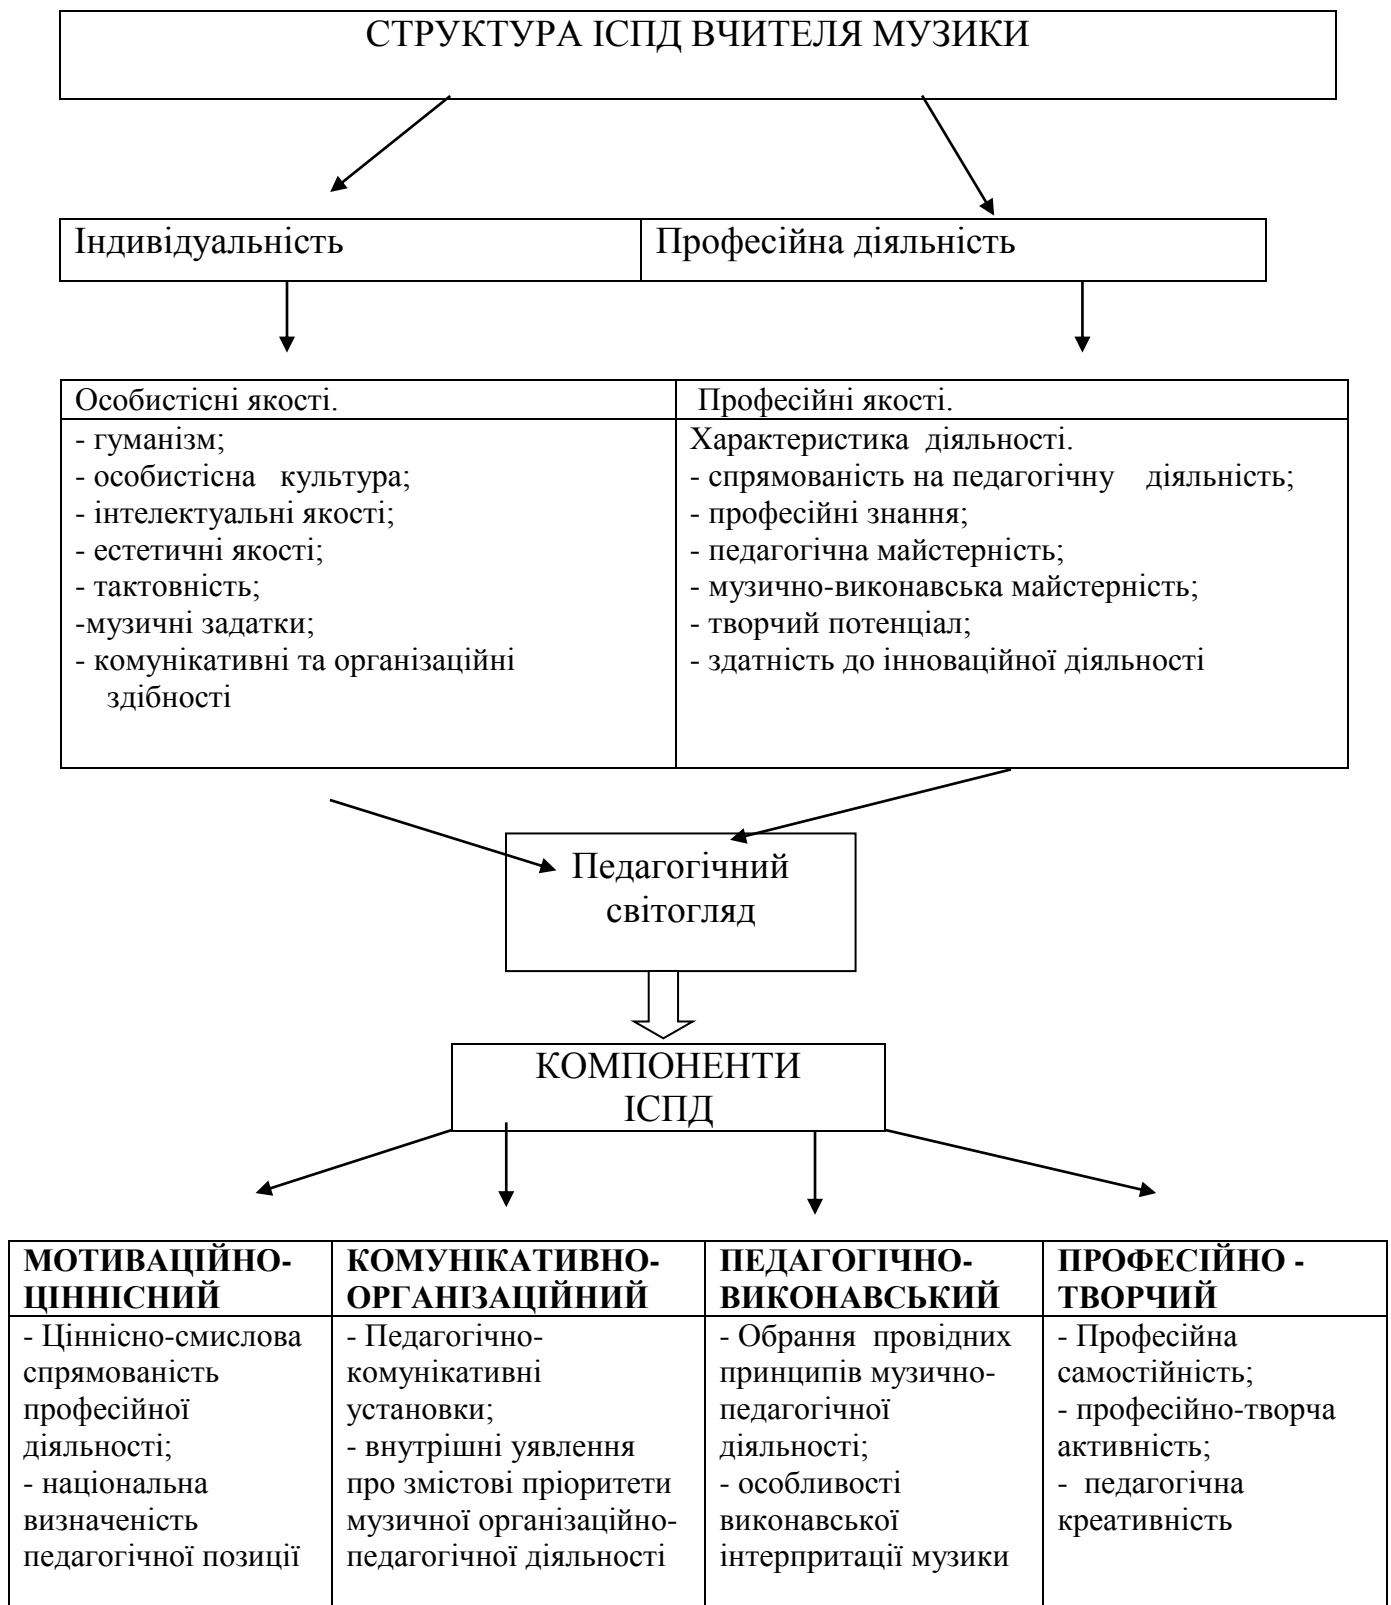 СТРУКТУРА ІСПД ВЧИТЕЛЯ МУЗИКИ
Індивідуальність
Професійна діяльність
Особистісні якості.
- гуманізм;
- особистісна культура;
- інтелектуальні якості;
- естетичні якості;
- тактовність;
-музичні задатки;
- комунікативні та організаційні
здібності
Професійні якості.
Характеристика діяльності.
- спрямованість на педагогічну діяльність;
- професійні знання;
- педагогічна майстерність;
- музично-виконавська майстерність;
- творчий потенціал;
- здатність до інноваційної діяльності
Педагогічний
світогляд
КОМПОНЕНТИ
ІСПД
МОТИВАЦІЙНО-
ЦІННІСНИЙ
- Ціннісно-смислова
спрямованість
професійної
діяльності;
- національна
визначеність
педагогічної позиції
КОМУНІКАТИВНО-
ОРГАНІЗАЦІЙНИЙ
- Педагогічно-
комунікативні
установки;
- внутрішні уявлення
про змістові пріоритети
музичної організаційно-
педагогічної діяльності
ПЕДАГОГІЧНО-
ВИКОНАВСЬКИЙ
- Обрання провідних
принципів музично-
педагогічної
діяльності;
- особливості
виконавської
інтерпритації музики
ПРОФЕСІЙНО -
ТВОРЧИЙ
- Професійна
самостійність;
- професійно-творча
активність;
- педагогічна
креативність